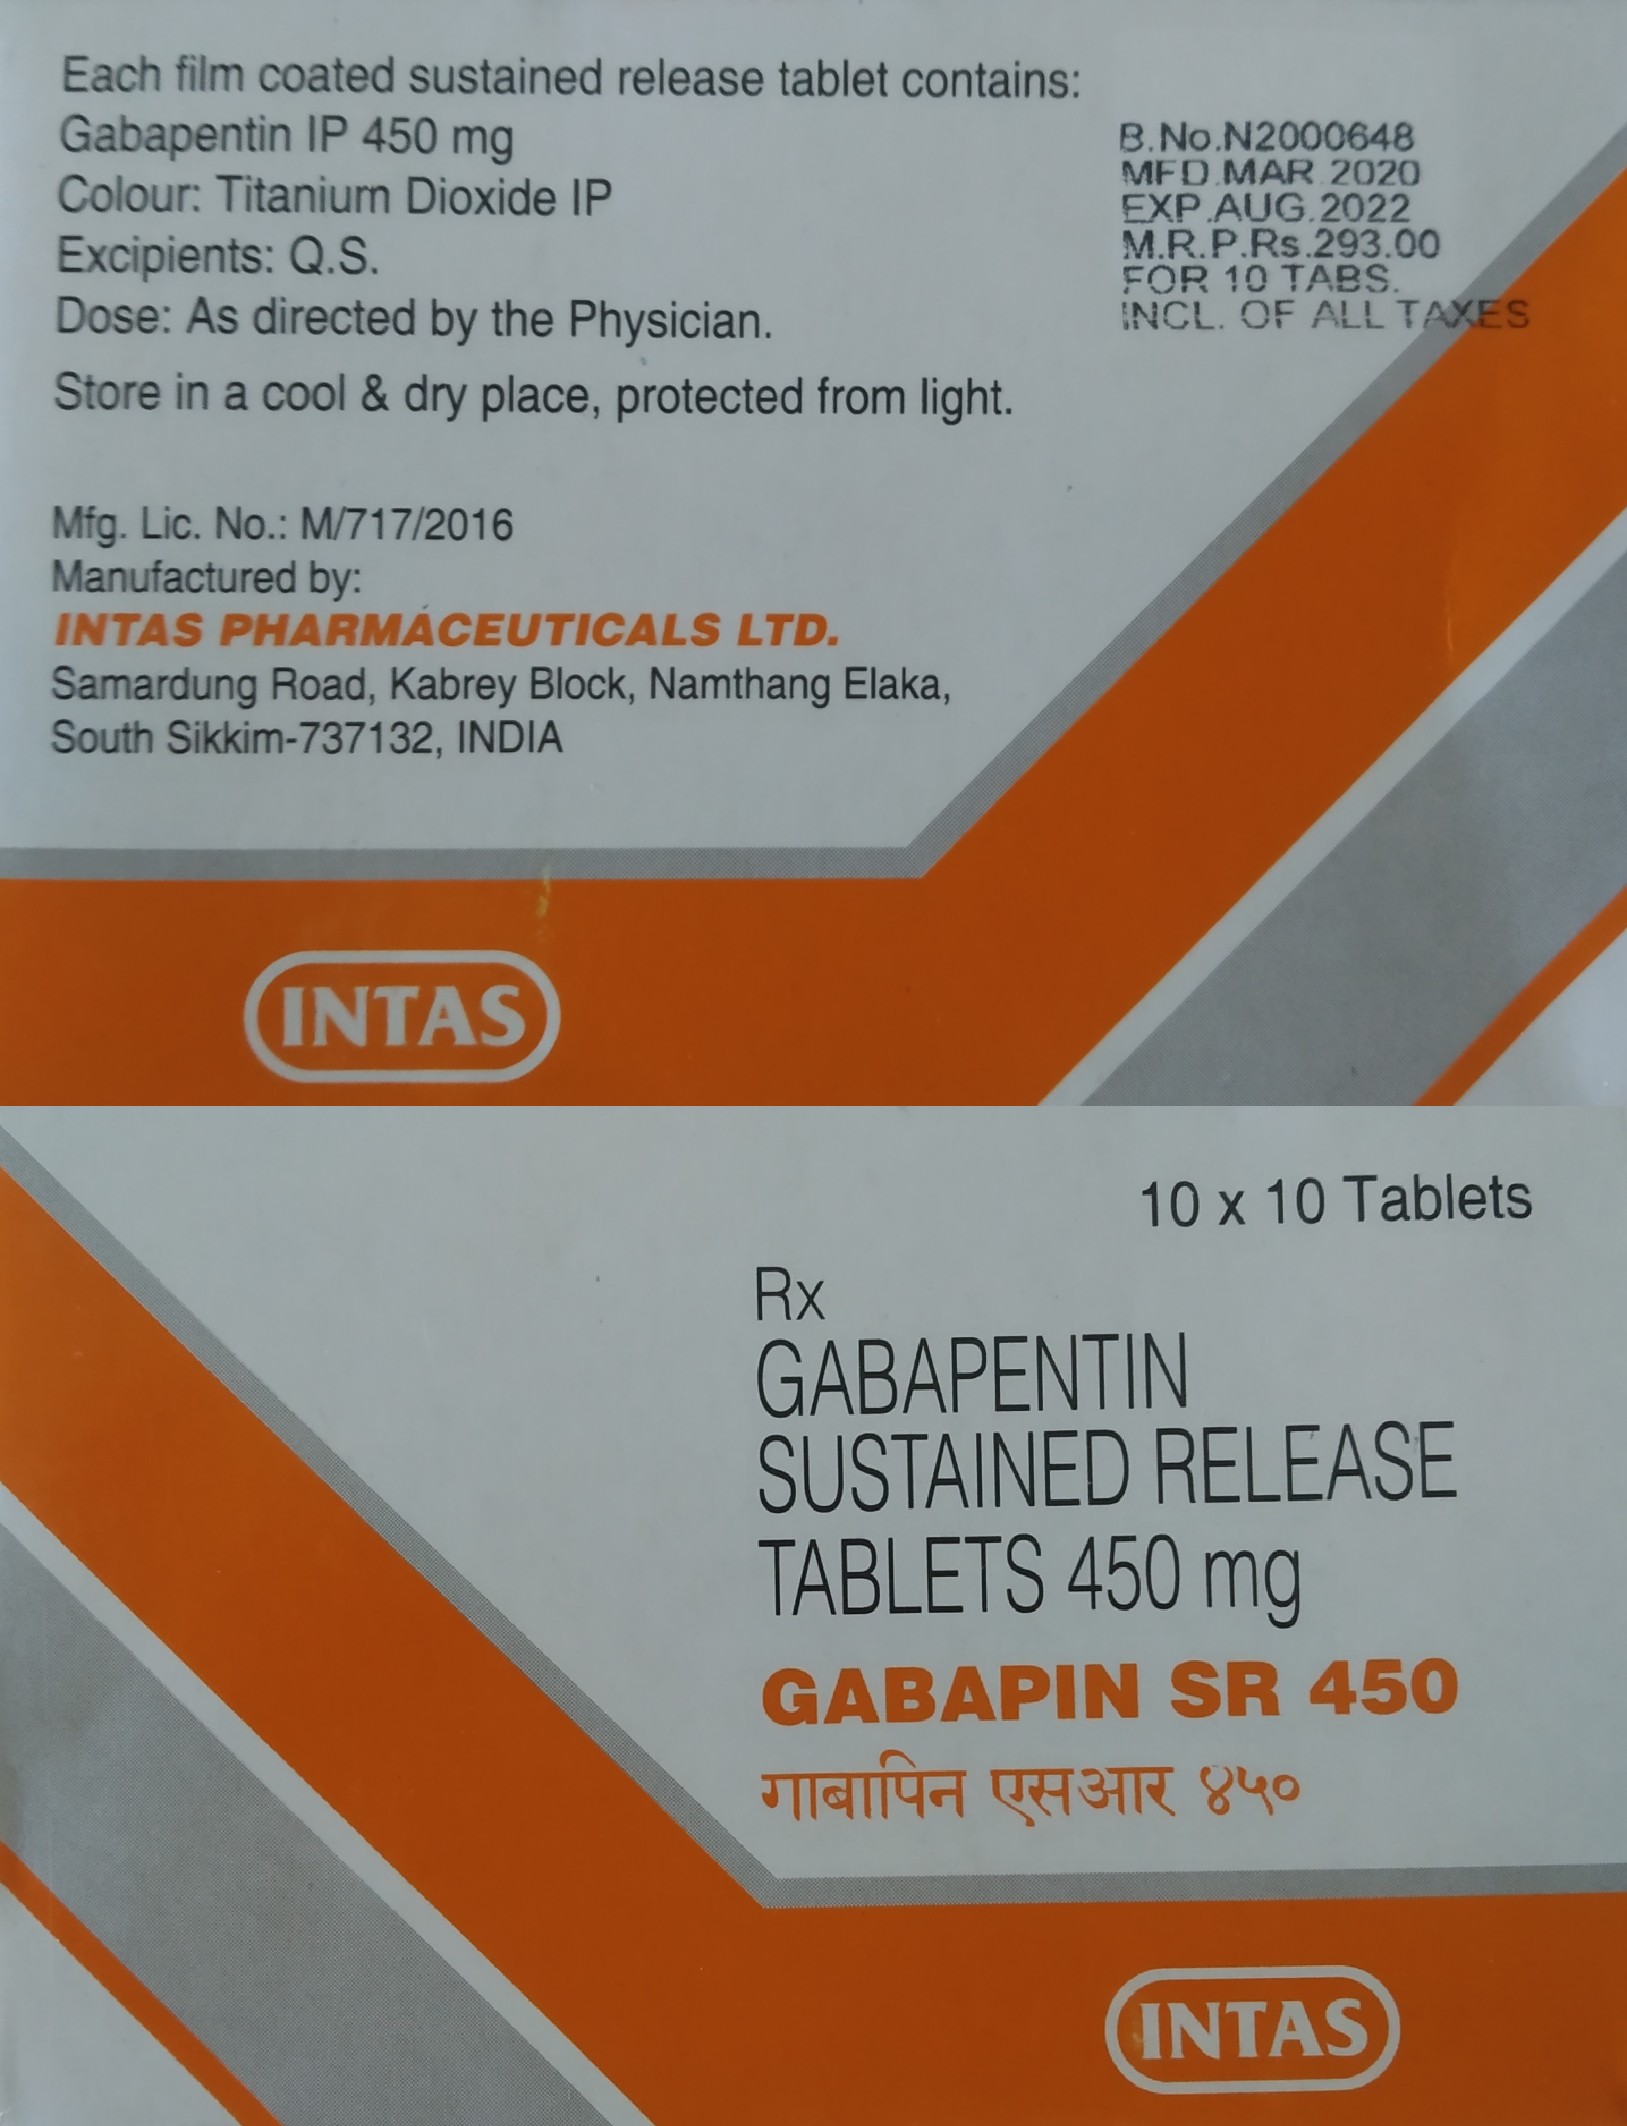 Each film coated sustained release tablet contains:
Gabapentin IP 450 mg
Colour: Titanium Dioxide IP
Excipients: Q.S.
Dose: As directed by the Physician.
Store in a cool & dry place, protected from light.
B.No.N2000648
MFD.MAR.2020
EXP.AUG.2022
M.R.P.Rs.293.00
FOR 10 TABS.
INCL. OF ALL TAXES
Mfg. Lic. No.: M/717/2016
Manufactured by:
INTAS PHARMACEUTICALS LTD.
Samardung Road, Kabrey Block, Namthang Elaka,
South Sikkim-737132, INDIA
INTAS
10 x 10 Tablets
Rx
GABAPENTIN
SUSTAINED RELEASE
TABLETS 450 mg
GABAPIN SR 450
गाबापिन एसआर ४५०
INTAS